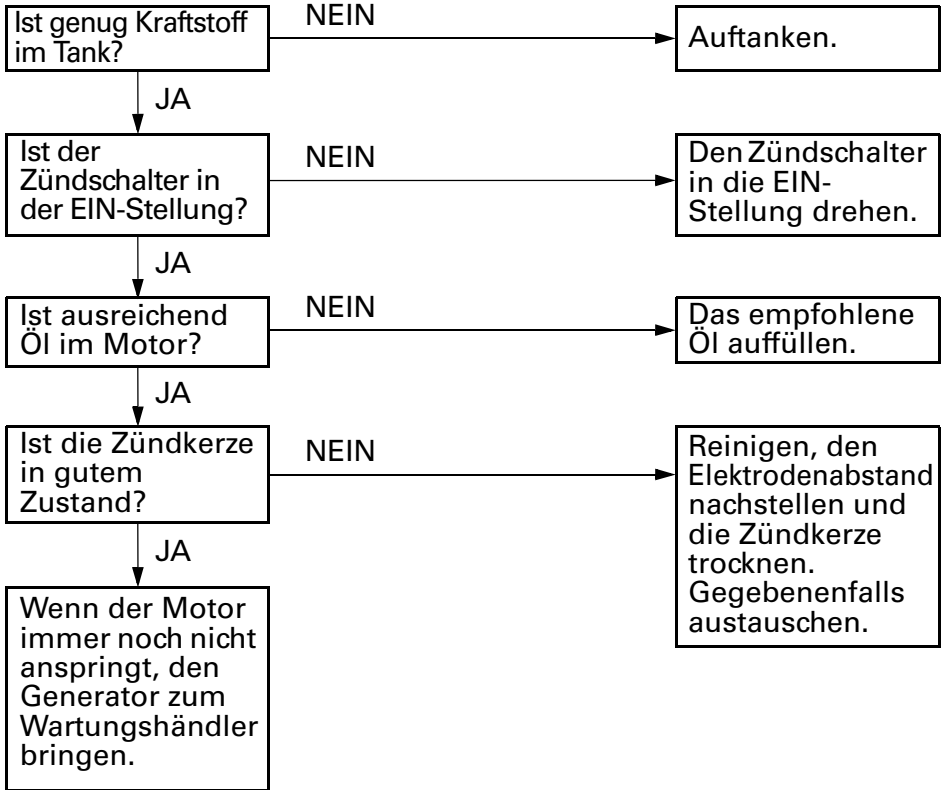 Ist genug Kraftstoff
im Tank?
NEIN
Auftanken.
JA
Ist der
Zündschalter in
der EIN-Stellung?
NEIN
Den Zündschalter
in die EIN-
Stellung drehen.
JA
Ist ausreichend
Öl im Motor?
NEIN
Das empfohlene
Öl auffüllen.
JA
Ist die Zündkerze
in gutem
Zustand?
NEIN
Reinigen, den
Elektrodenabstand
nachstellen und
die Zündkerze
trocknen.
Gegebenenfalls
austauschen.
JA
Wenn der Motor
immer noch nicht
anspringt, den
Generator zum
Wartungshändler
bringen.